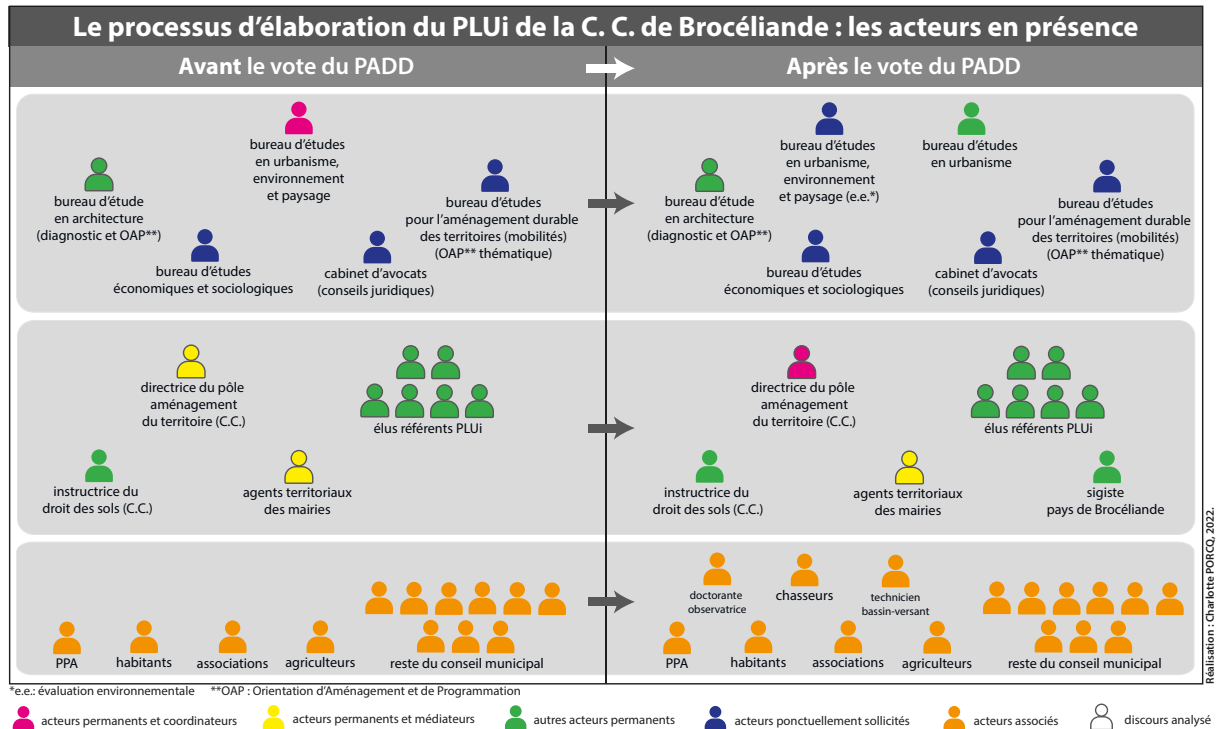 Le processus d'élaboration du PLUi de la C. C. de Brocéliande : les acteurs en présence
Avant le vote du PADD
Après le vote du PADD
bureau d'études
en urbanisme,
environnement
et paysage
bureau d'étude
en architecture
(diagnostic et OAP**)
bureau d'études
pour l'aménagement durable
des territoires (mobilités)
(OAP** thématique)
bureau d'études
économiques et sociologiques
cabinet d'avocats
(conseils juridiques)
bureau d'études
en urbanisme,
environnement
et paysage (e.e.*)
bureau d'études
en urbanisme
bureau d'étude
en architecture
(diagnostic et OAP**)
bureau d'études
pour l'aménagement durable
des territoires (mobilités)
(OAP** thématique)
bureau d'études
économiques et sociologiques
cabinet d'avocats
(conseils juridiques)
directrice du pôle
aménagement
du territoire (C.C.)
élus référents PLUi
instructrice du
droit des sols (C.C.)
agents territoriaux
des mairies
directrice du pôle
aménagement
du territoire (C.C.)
élus référents PLUi
instructrice du
droit des sols (C.C.)
agents territoriaux
des mairies
sigiste
pays de Brocéliande
PPA
habitants
associations
agriculteurs
reste du conseil municipal
doctorante
observatrice
chasseurs
technicien
bassin-versant
PPA
habitants
associations
agriculteurs
reste du conseil municipal
Réalisation : Charlotte PORCQ, 2022.
*e.e.: évaluation environnementale **OAP : Orientation d'Aménagement et de Programmation
acteurs permanents et coordinateurs
acteurs permanents et médiateurs
autres acteurs permanents
acteurs ponctuellement sollicités
acteurs associés
discours analysé